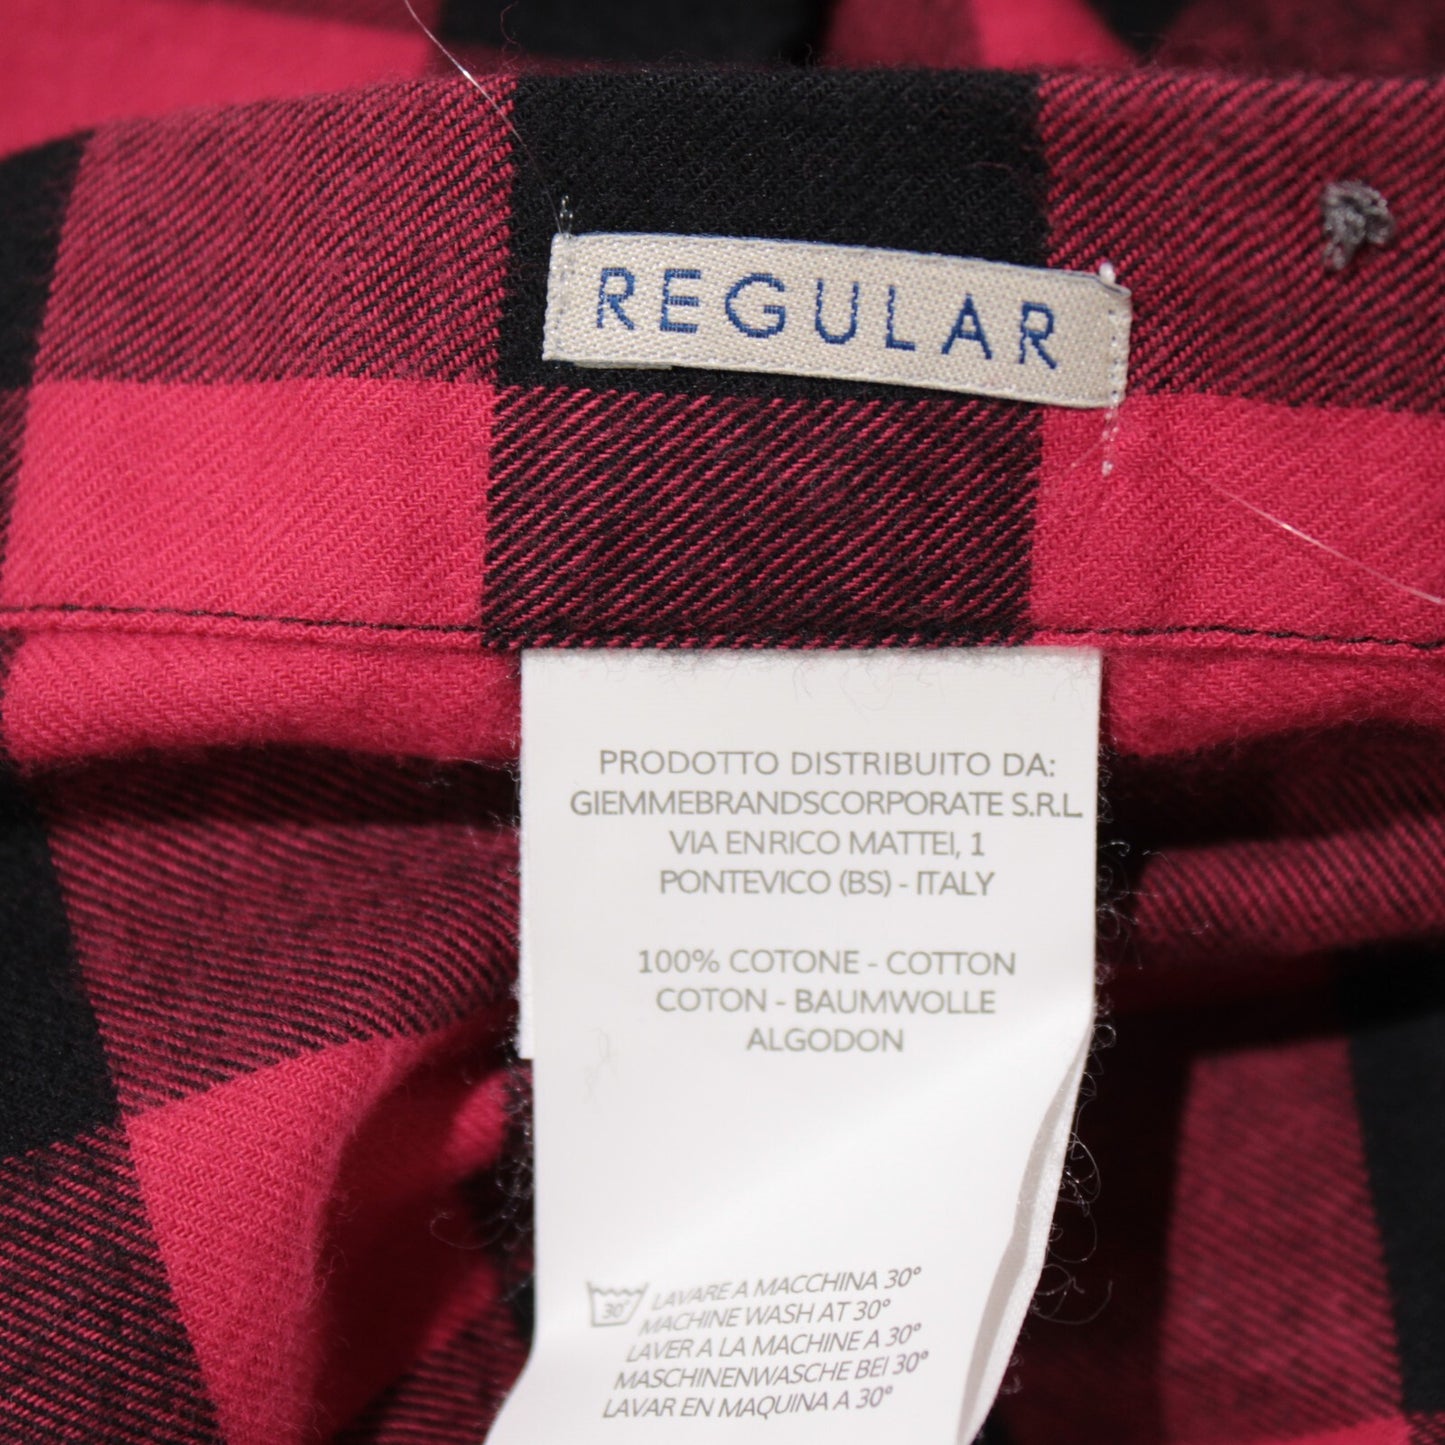 REGULAR
PRODOTTO DISTRIBUITO DA:
GIEMMEBRANDSCORPORATE S.R.L
VIA ENRICO MATTEI, 1
PONTEVICO (BS) - ITALY
100% COTONE - COTTON
COTON - BAUMWOLLE
ALGODON
30°
LAVARE A MACCHINA 30°
MACHINE WASH AT 30°
LAVER A LA MACHINE A 30°
MASCHINENWASCHE BEI 30°
LAVAR EN MAQUINA A 30°